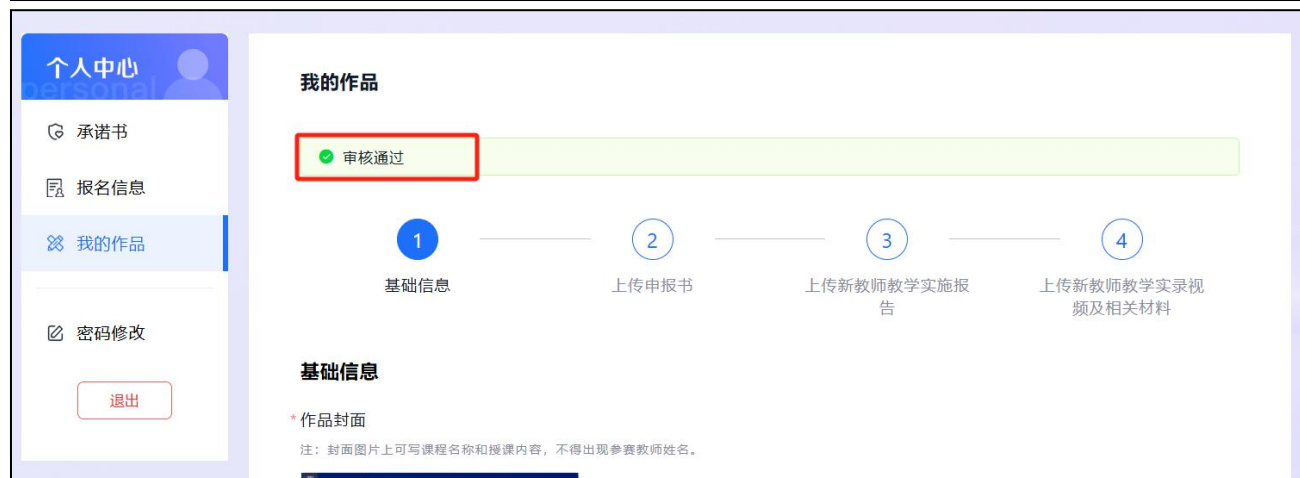 个人中心
personal
承诺书
报名信息
我的作品
密码修改
退出
我的作品
审核通过
1
2
3
4
基础信息
上传申报书
上传新教师教学实施报
告
上传新教师教学实录视
频及相关材料
基础信息
*作品封面
注：封面图片上可写课程名称和授课内容，不得出现参赛教师姓名。